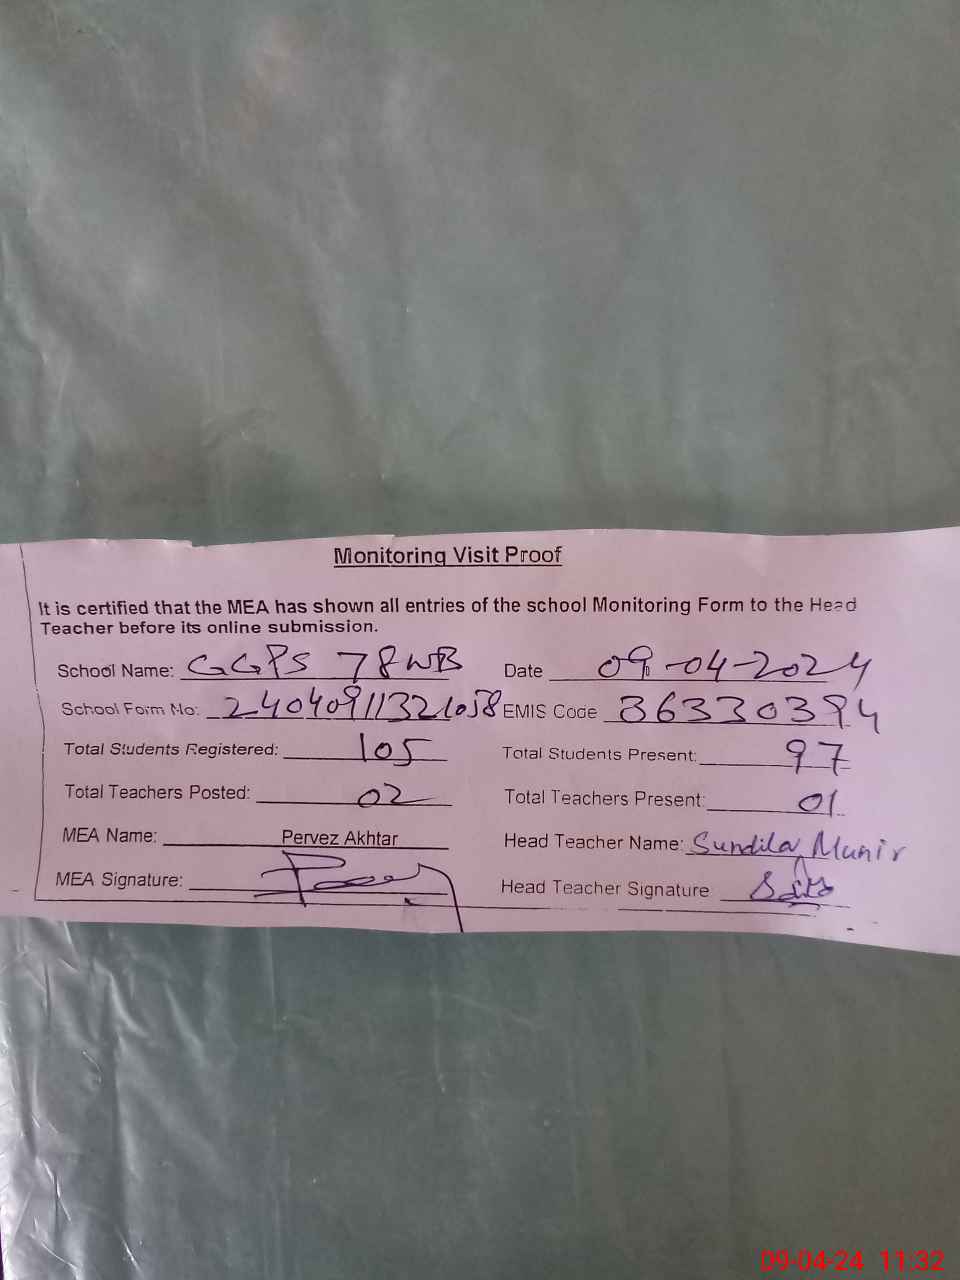 Monitoring Visit Proof
It is certified that the MEA has shown all entries of the school Monitoring Form to the Head
Teacher before its online submission.
School Name: GGPS 78WB Date 09-04-2024
School Form No: 24040911321058 EMIS Code 36330394
Total Students Registered: 105 Total Students Present: 97
Total Teachers Posted: 02 Total Teachers Present: 01
MEA Name: Pervez Akhtar Head Teacher Name: Sundila Munir
MEA Signature: Head Teacher Signature
09-04-24 11:32